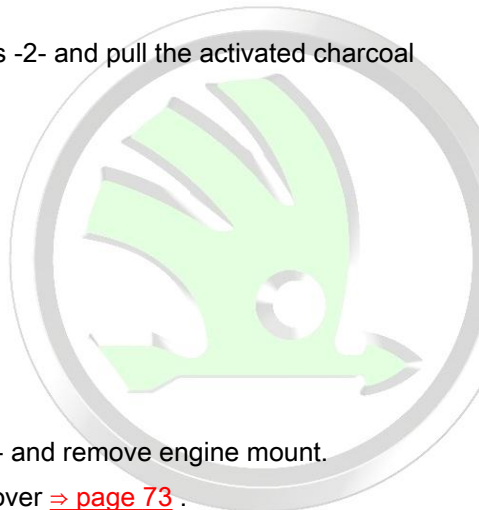 s -2- and pull the activated charcoal
- and remove engine mount.
over ⇒ page 73 .